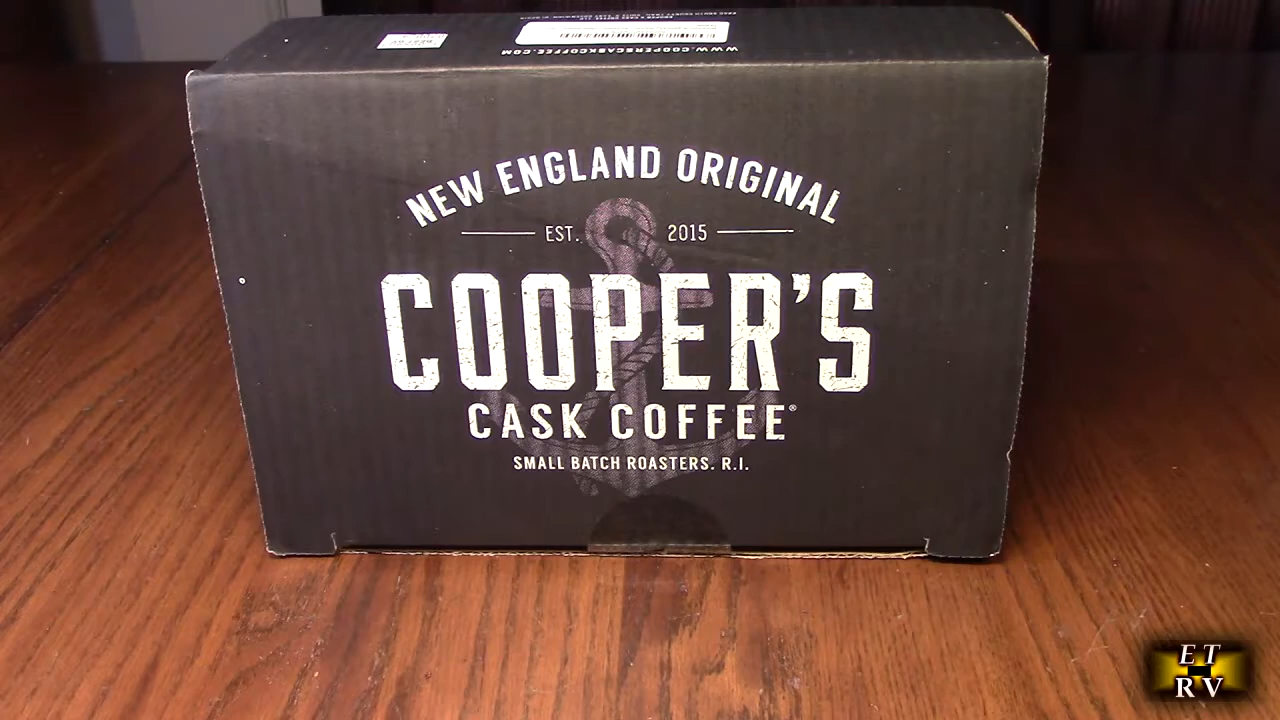 WWW.COOPERSCASKCOFFEE.COM
NEW ENGLAND ORIGINAL
EST. 2015
COOPER'S
CASK COFFEE®
SMALL BATCH ROASTERS. R.I.
ET
RV